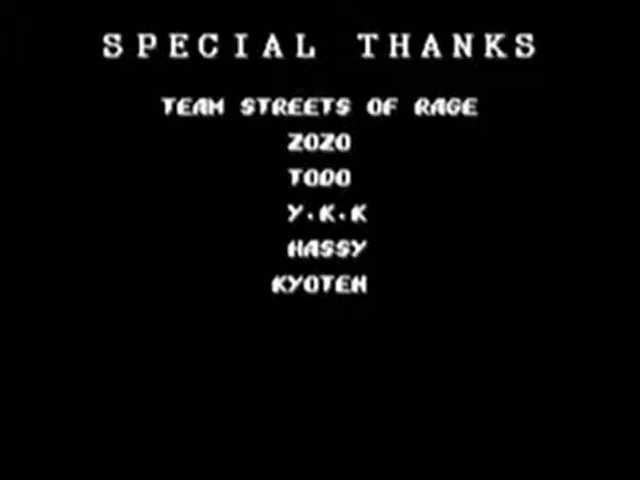 SPECIAL THANKS
TEAM STREETS OF RAGE
ZOZO
TODO
Y.K.K
HASSY
KYOTEN